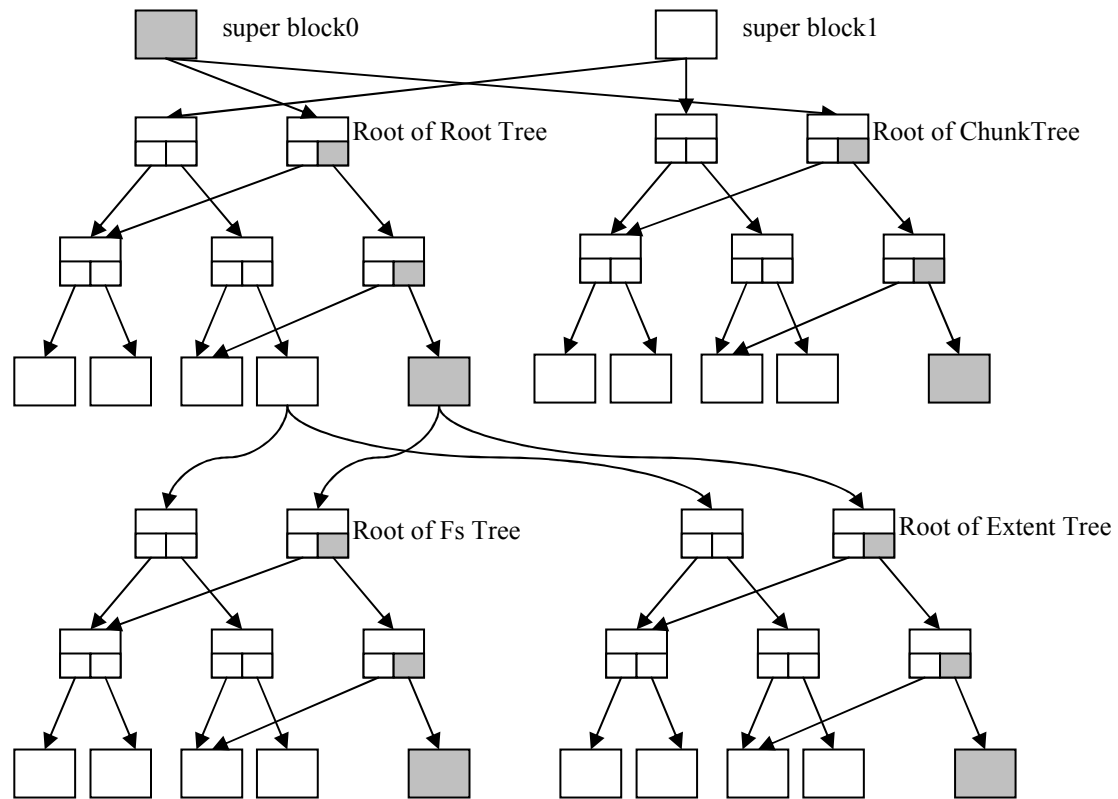 super block0
super block1
Root of Root Tree
Root of ChunkTree
Root of Fs Tree
Root of Extent Tree